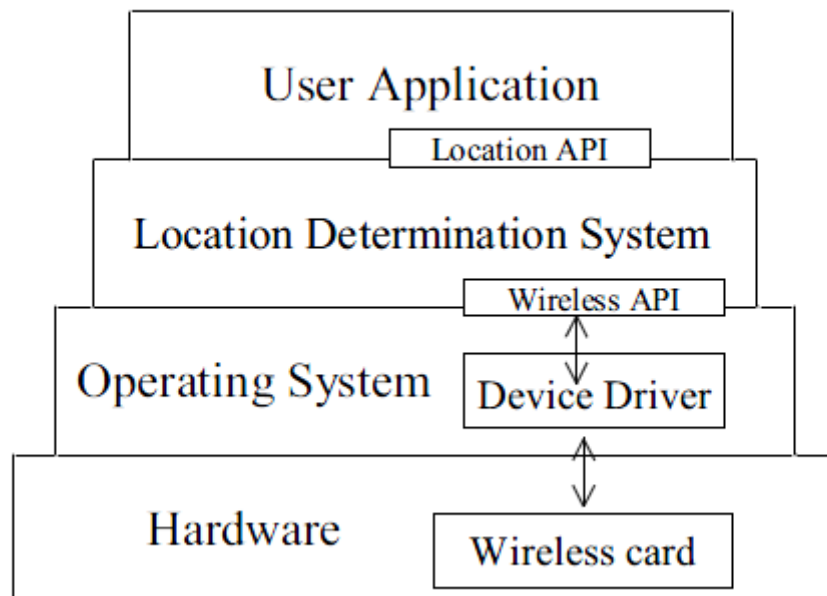 User Application
Location API
Location Determination System
Wireless API
Operating System
Device Driver
Hardware
Wireless card